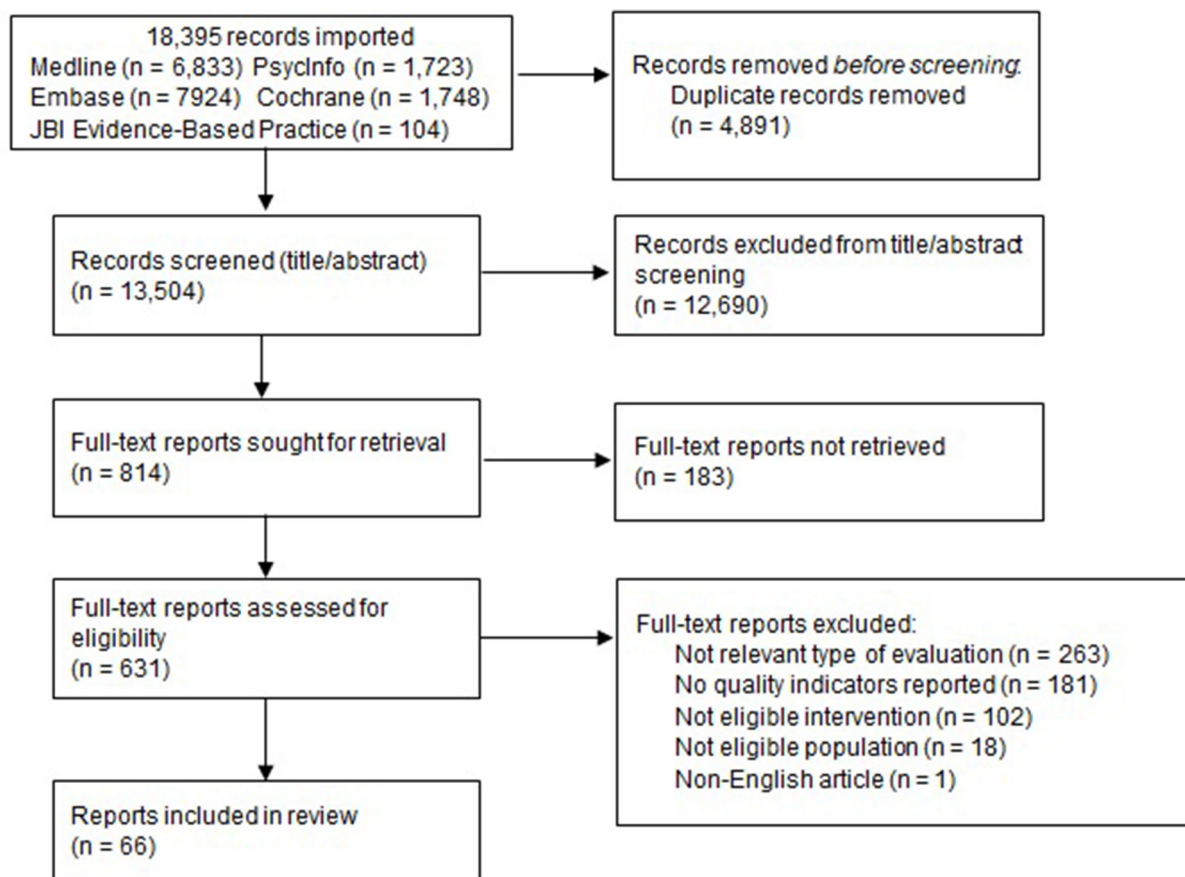 18,395 records imported
Medline (n = 6,833) PsycInfo (n = 1,723)
Embase (n = 7924) Cochrane (n = 1,748)
JBI Evidence-Based Practice (n = 104)
Records removed before screening:
Duplicate records removed
(n = 4,891)
Records screened (title/abstract)
(n = 13,504)
Records excluded from title/abstract
screening
(n = 12,690)
Full-text reports sought for retrieval
(n = 814)
Full-text reports not retrieved
(n = 183)
Full-text reports assessed for
eligibility
(n = 631)
Full-text reports excluded:
Not relevant type of evaluation (n = 263)
No quality indicators reported (n = 181)
Not eligible intervention (n = 102)
Not eligible population (n = 18)
Non-English article (n = 1)
Reports included in review
(n = 66)